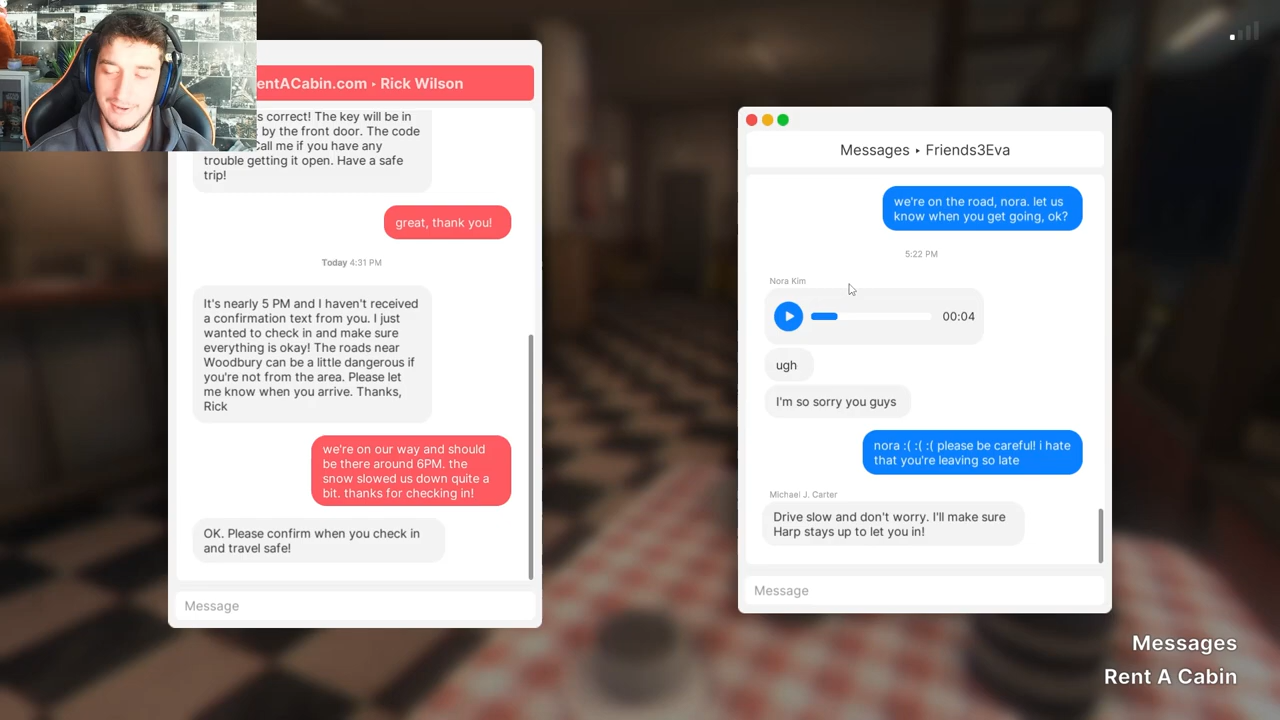 entACabin.com ▸ Rick Wilson
s correct! The key will be in
by the front door. The code
Call me if you have any
trouble getting it open. Have a safe
trip!
great, thank you!
Today 4:31 PM
It's nearly 5 PM and I haven't received
a confirmation text from you. I just
wanted to check in and make sure
everything is okay! The roads near
Woodbury can be a little dangerous if
you're not from the area. Please let
me know when you arrive. Thanks,
Rick
we're on our way and should
be there around 6PM. the
snow slowed us down quite a
bit. thanks for checking in!
OK. Please confirm when you check in
and travel safe!
Message
Messages ▸ Friends3Eva
we're on the road, nora. let us
know when you get going, ok?
5:22 PM
Nora Kim
00:04
ugh
I'm so sorry you guys
nora :( :( :( please be careful! i hate
that you're leaving so late
Michael J. Carter
Drive slow and don't worry. I'll make sure
Harp stays up to let you in!
Message
Messages
Rent A Cabin